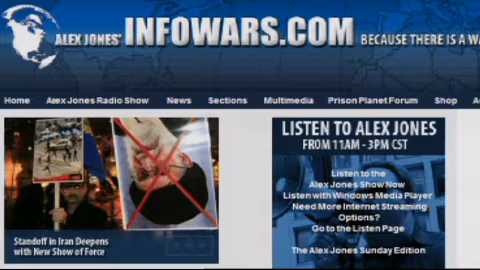 ALEX JONES' INFOWARS.COM BECAUSE THERE IS A WA
Home Alex Jones Radio Show News Sections Multimedia Prison Planet Forum Shop A
LISTEN TO ALEX JONES
FROM 11AM - 3PM CST
Listen to the
Alex Jones Show Now
Listen with Windows Media Player
Need More Internet Streaming
Options?
Go to the Listen Page
The Alex Jones Sunday Edition
Standoff in Iran Deepens
with New Show of Force